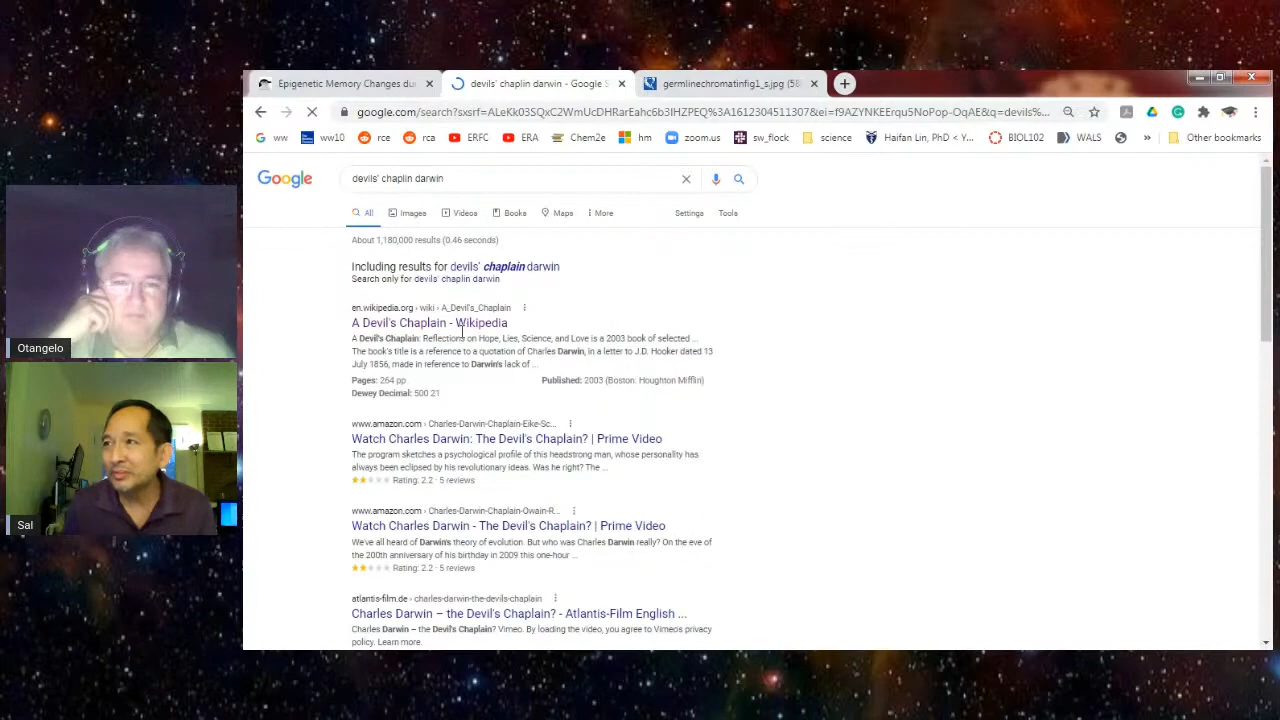 Epigenetic Memory Changes du
devils' chaplin darwin - Google S
germlinechromatinfig1_s.jpg (58
google.com/search?sxsrf=ALeKk03SQxC2WmUcDHRarEahc6b3IHZPEQ%3A1612304511307&ei=f9AZYNKEErqu5NoPop-OqAE&q=devils%...
ww
ww10
rce
rca
ERFC
ERA
Chem2e
hm
zoom.us
sw_flock
science
Haifan Lin, PhD < Y...
BIOL102
WALS
»
Other bookmarks
Google
devils' chaplin darwin
All
Images
Videos
Books
Maps
More
Settings
Tools
About 1,180,000 results (0.46 seconds)
Including results for devils' chaplain darwin
Search only for devils' chaplin darwin
en.wikipedia.org › wiki › A_Devil's_Chaplain
A Devil's Chaplain - Wikipedia
A Devil's Chaplain: Reflections on Hope, Lies, Science, and Love is a 2003 book of selected ...
The book's title is a reference to a quotation of Charles Darwin, in a letter to J.D. Hooker dated 13
July 1856, made in reference to Darwin's lack of ...
Pages: 264 pp
Published: 2003 (Boston: Houghton Mifflin)
Dewey Decimal: 500 21
www.amazon.com › Charles-Darwin-Chaplain-Eike-Sc...
Watch Charles Darwin: The Devil's Chaplain? | Prime Video
The program sketches a psychological profile of this headstrong man, whose personality has
always been eclipsed by his revolutionary ideas. Was he right? The ...
Rating: 2.2 · 5 reviews
www.amazon.com › Charles-Darwin-Chaplain-Owain-R...
Watch Charles Darwin - The Devil's Chaplain? | Prime Video
We've all heard of Darwin's theory of evolution. But who was Charles Darwin really? On the eve of
the 200th anniversary of his birthday in 2009 this one-hour ...
Rating: 2.2 · 5 reviews
atlantis-film.de › charles-darwin-the-devils-chaplain
Charles Darwin – the Devil's Chaplain? - Atlantis-Film English ...
Charles Darwin – the Devil's Chaplain? Vimeo. By loading the video, you agree to Vimeo's privacy
policy. Learn more.
Otangelo
Sal